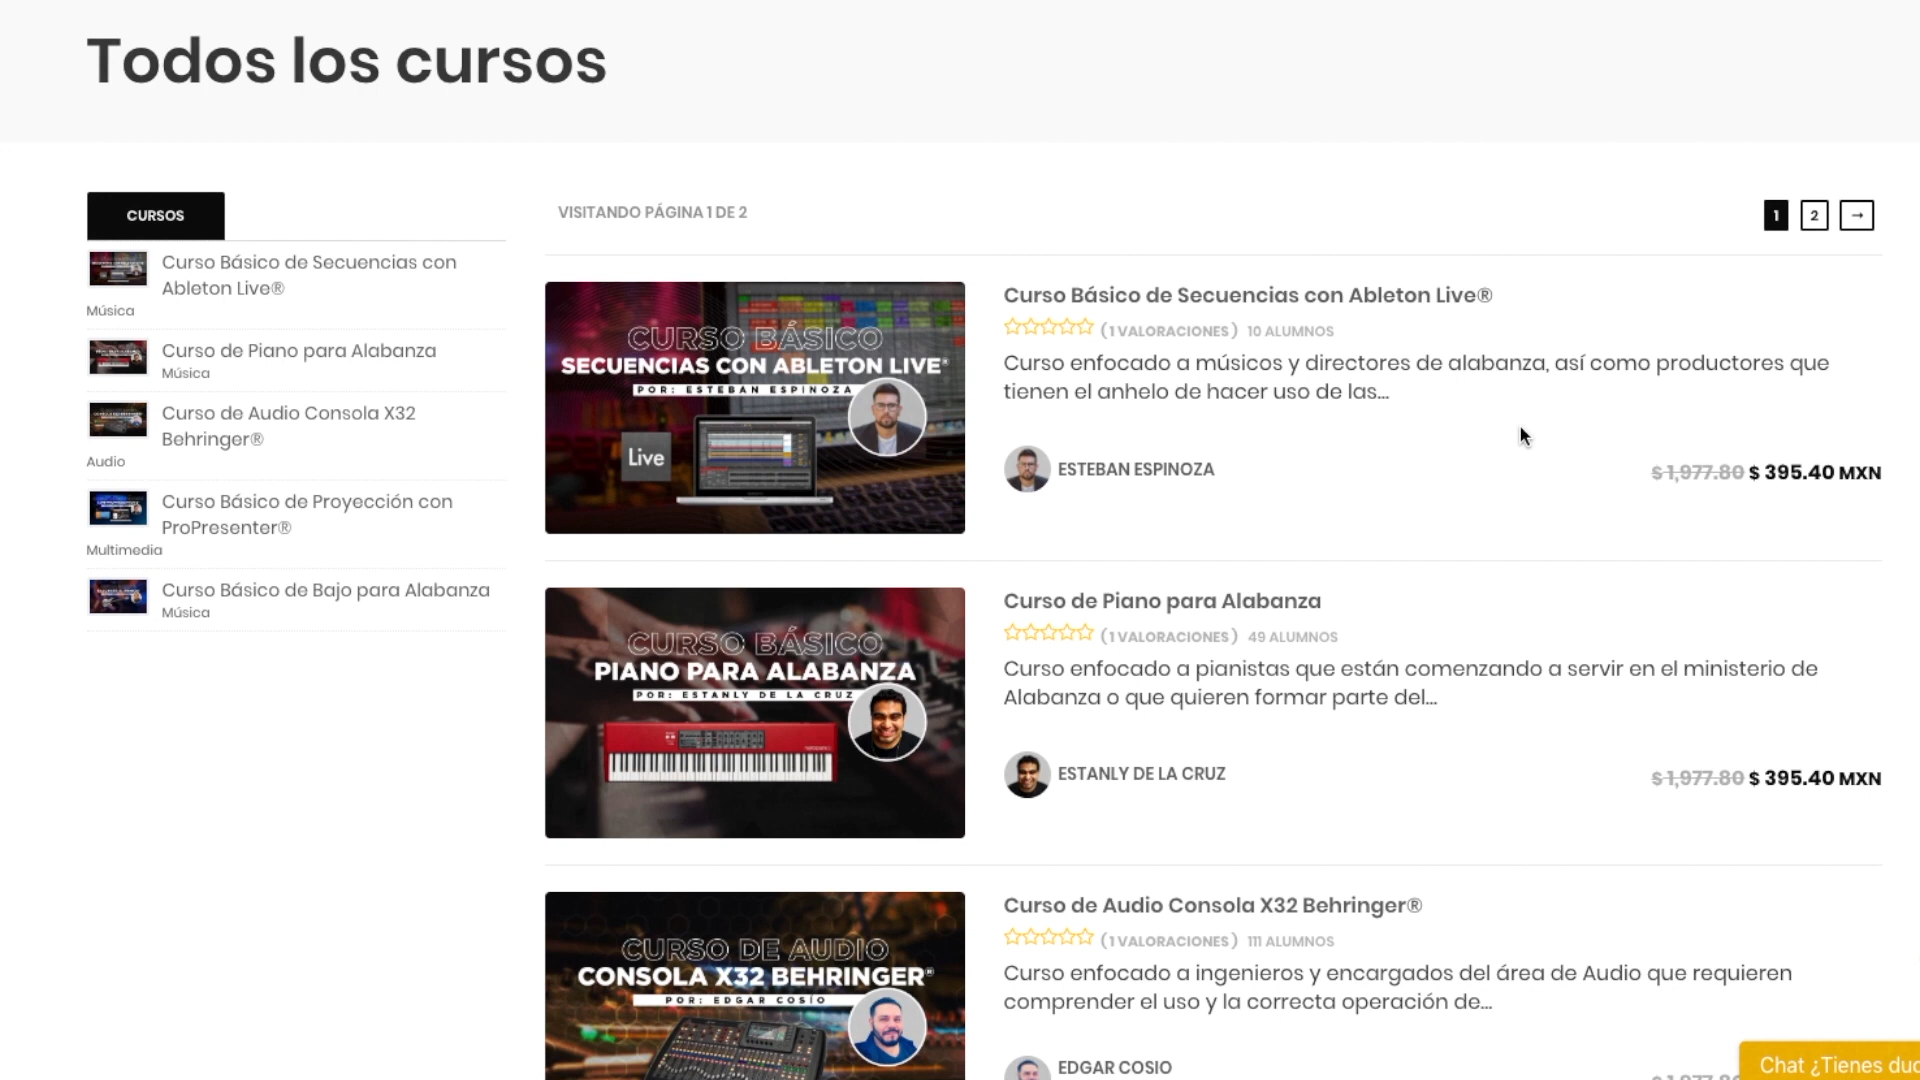 Todos los cursos
CURSOS
Curso Básico de Secuencias con
Ableton Live®
Música
Curso de Piano para Alabanza
Música
Curso de Audio Consola X32
Behringer®
Audio
Curso Básico de Proyección con
ProPresenter®
Multimedia
Curso Básico de Bajo para Alabanza
Música
VISITANDO PÁGINA 1 DE 2
1 2 →
CURSO BÁSICO
SECUENCIAS CON ABLETON LIVE®
POR: ESTEBAN ESPINOZA
Live
Curso Básico de Secuencias con Ableton Live®
(1 VALORACIONES) 10 ALUMNOS
Curso enfocado a músicos y directores de alabanza, así como productores que
tienen el anhelo de hacer uso de las...
ESTEBAN ESPINOZA
$ 1,977.80 $ 395.40 MXN
CURSO BÁSICO
PIANO PARA ALABANZA
POR: ESTANLY DE LA CRUZ
Curso de Piano para Alabanza
(1 VALORACIONES) 49 ALUMNOS
Curso enfocado a pianistas que están comenzando a servir en el ministerio de
Alabanza o que quieren formar parte del...
ESTANLY DE LA CRUZ
$ 1,977.80 $ 395.40 MXN
CURSO DE AUDIO
CONSOLA X32 BEHRINGER®
POR: EDGAR COSÍO
Curso de Audio Consola X32 Behringer®
(1 VALORACIONES) 111 ALUMNOS
Curso enfocado a ingenieros y encargados del área de Audio que requieren
comprender el uso y la correcta operación de...
EDGAR COSIO
Chat ¿Tienes